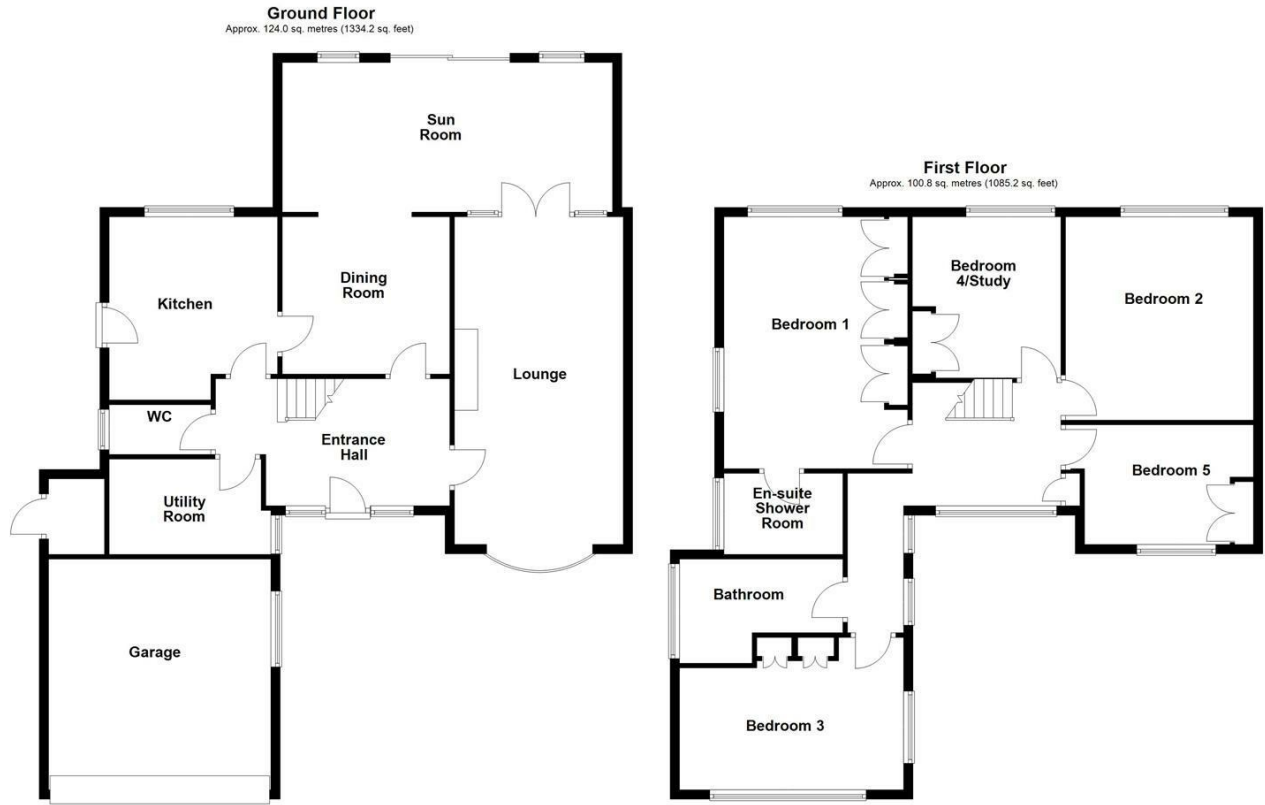 Ground Floor
Approx. 124.0 sq. metres (1334.2 sq. feet)
Sun
Room
Kitchen
Dining
Room
Lounge
WC
Entrance
Hall
Utility
Room
Garage
First Floor
Approx. 100.8 sq. metres (1085.2 sq. feet)
Bedroom 1
Bedroom
4/Study
Bedroom 2
Bedroom 5
En-suite
Shower
Room
Bathroom
Bedroom 3